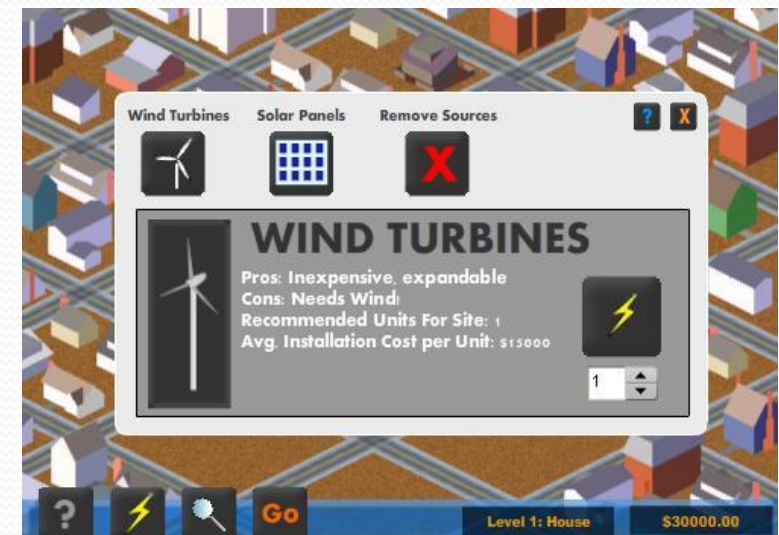 Wind Turbines Solar Panels Remove Sources
? X
X
WIND TURBINES
Pros: Inexpensive, expandable
Cons: Needs Wind!
Recommended Units For Site: 1
Avg. Installation Cost per Unit: $15000
1
? Go
Level 1: House $30000.00